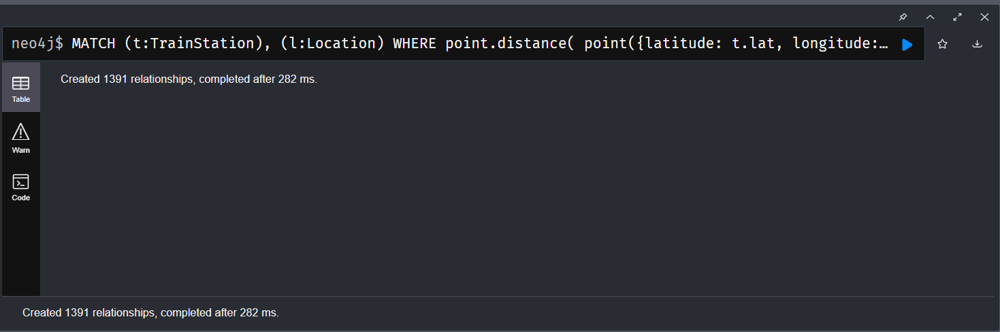 neo4j$ MATCH (t:TrainStation), (l:Location) WHERE point.distance( point({latitude: t.lat, longitude:…
Table
Created 1391 relationships, completed after 282 ms.
Warn
Code
Created 1391 relationships, completed after 282 ms.